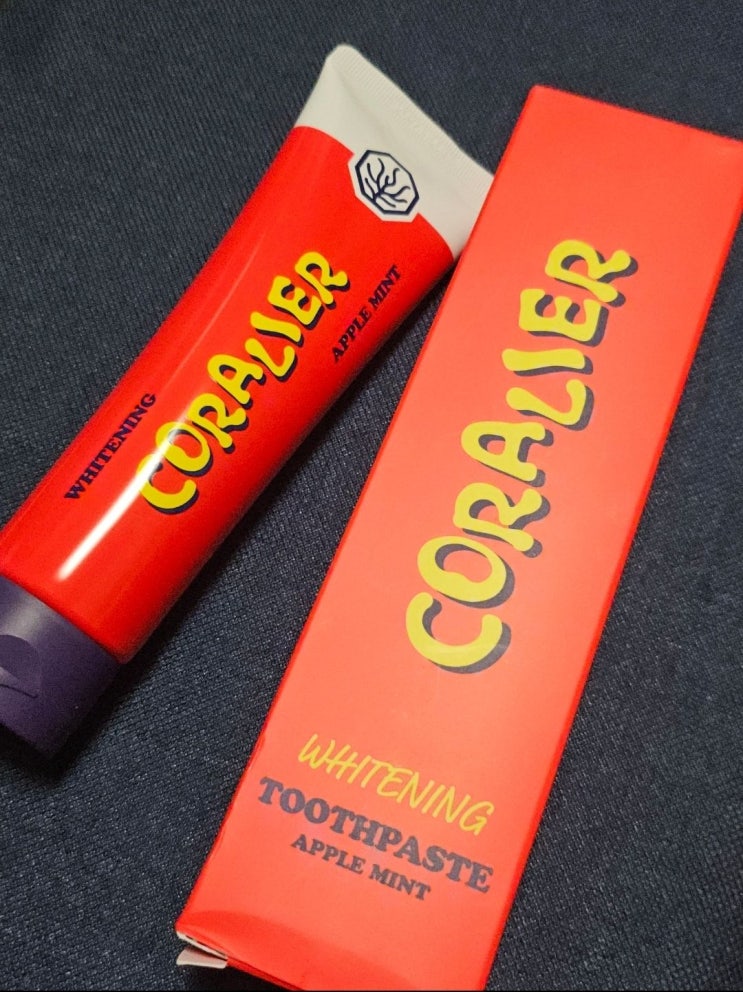 WHITENING
CORALIER
APPLE MINT
CORALIER
WHITENING
TOOTHPASTE
APPLE MINT